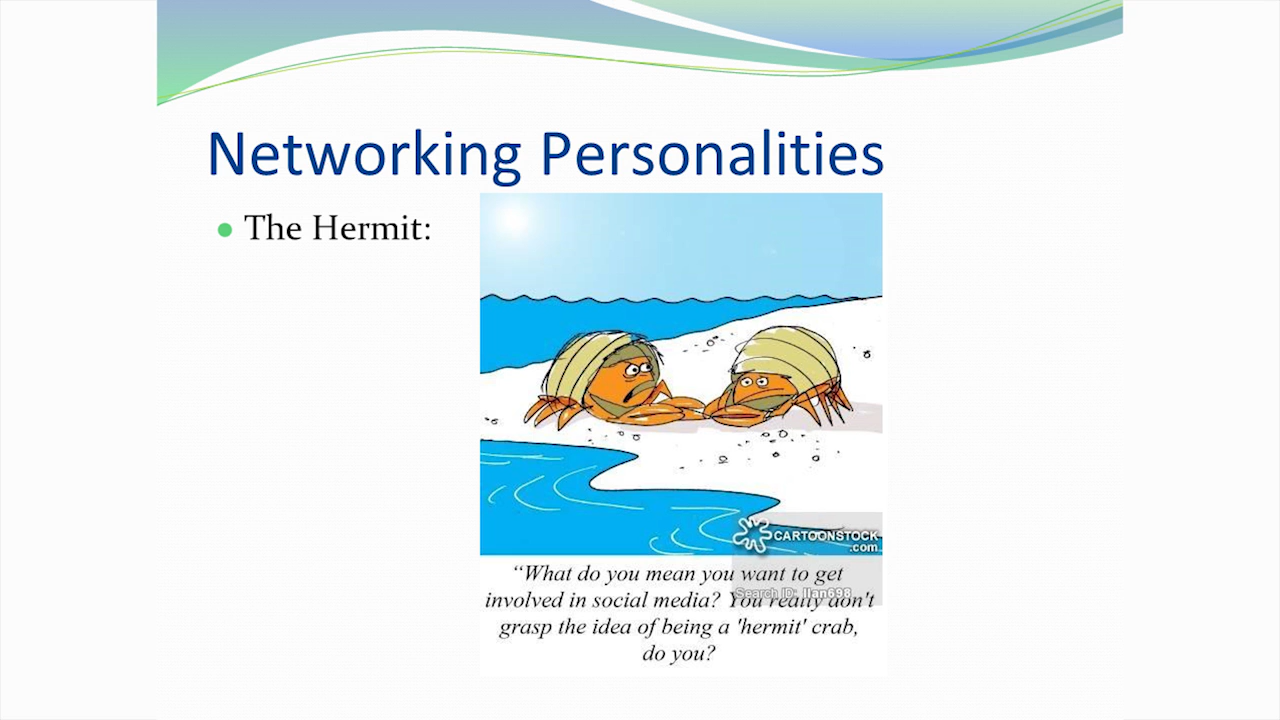 Networking Personalities
The Hermit:
CARTOONSTOCK
.com
“What do you mean you want to get
Search ID: llan698
involved in social media? You really don't
grasp the idea of being a 'hermit' crab,
do you?